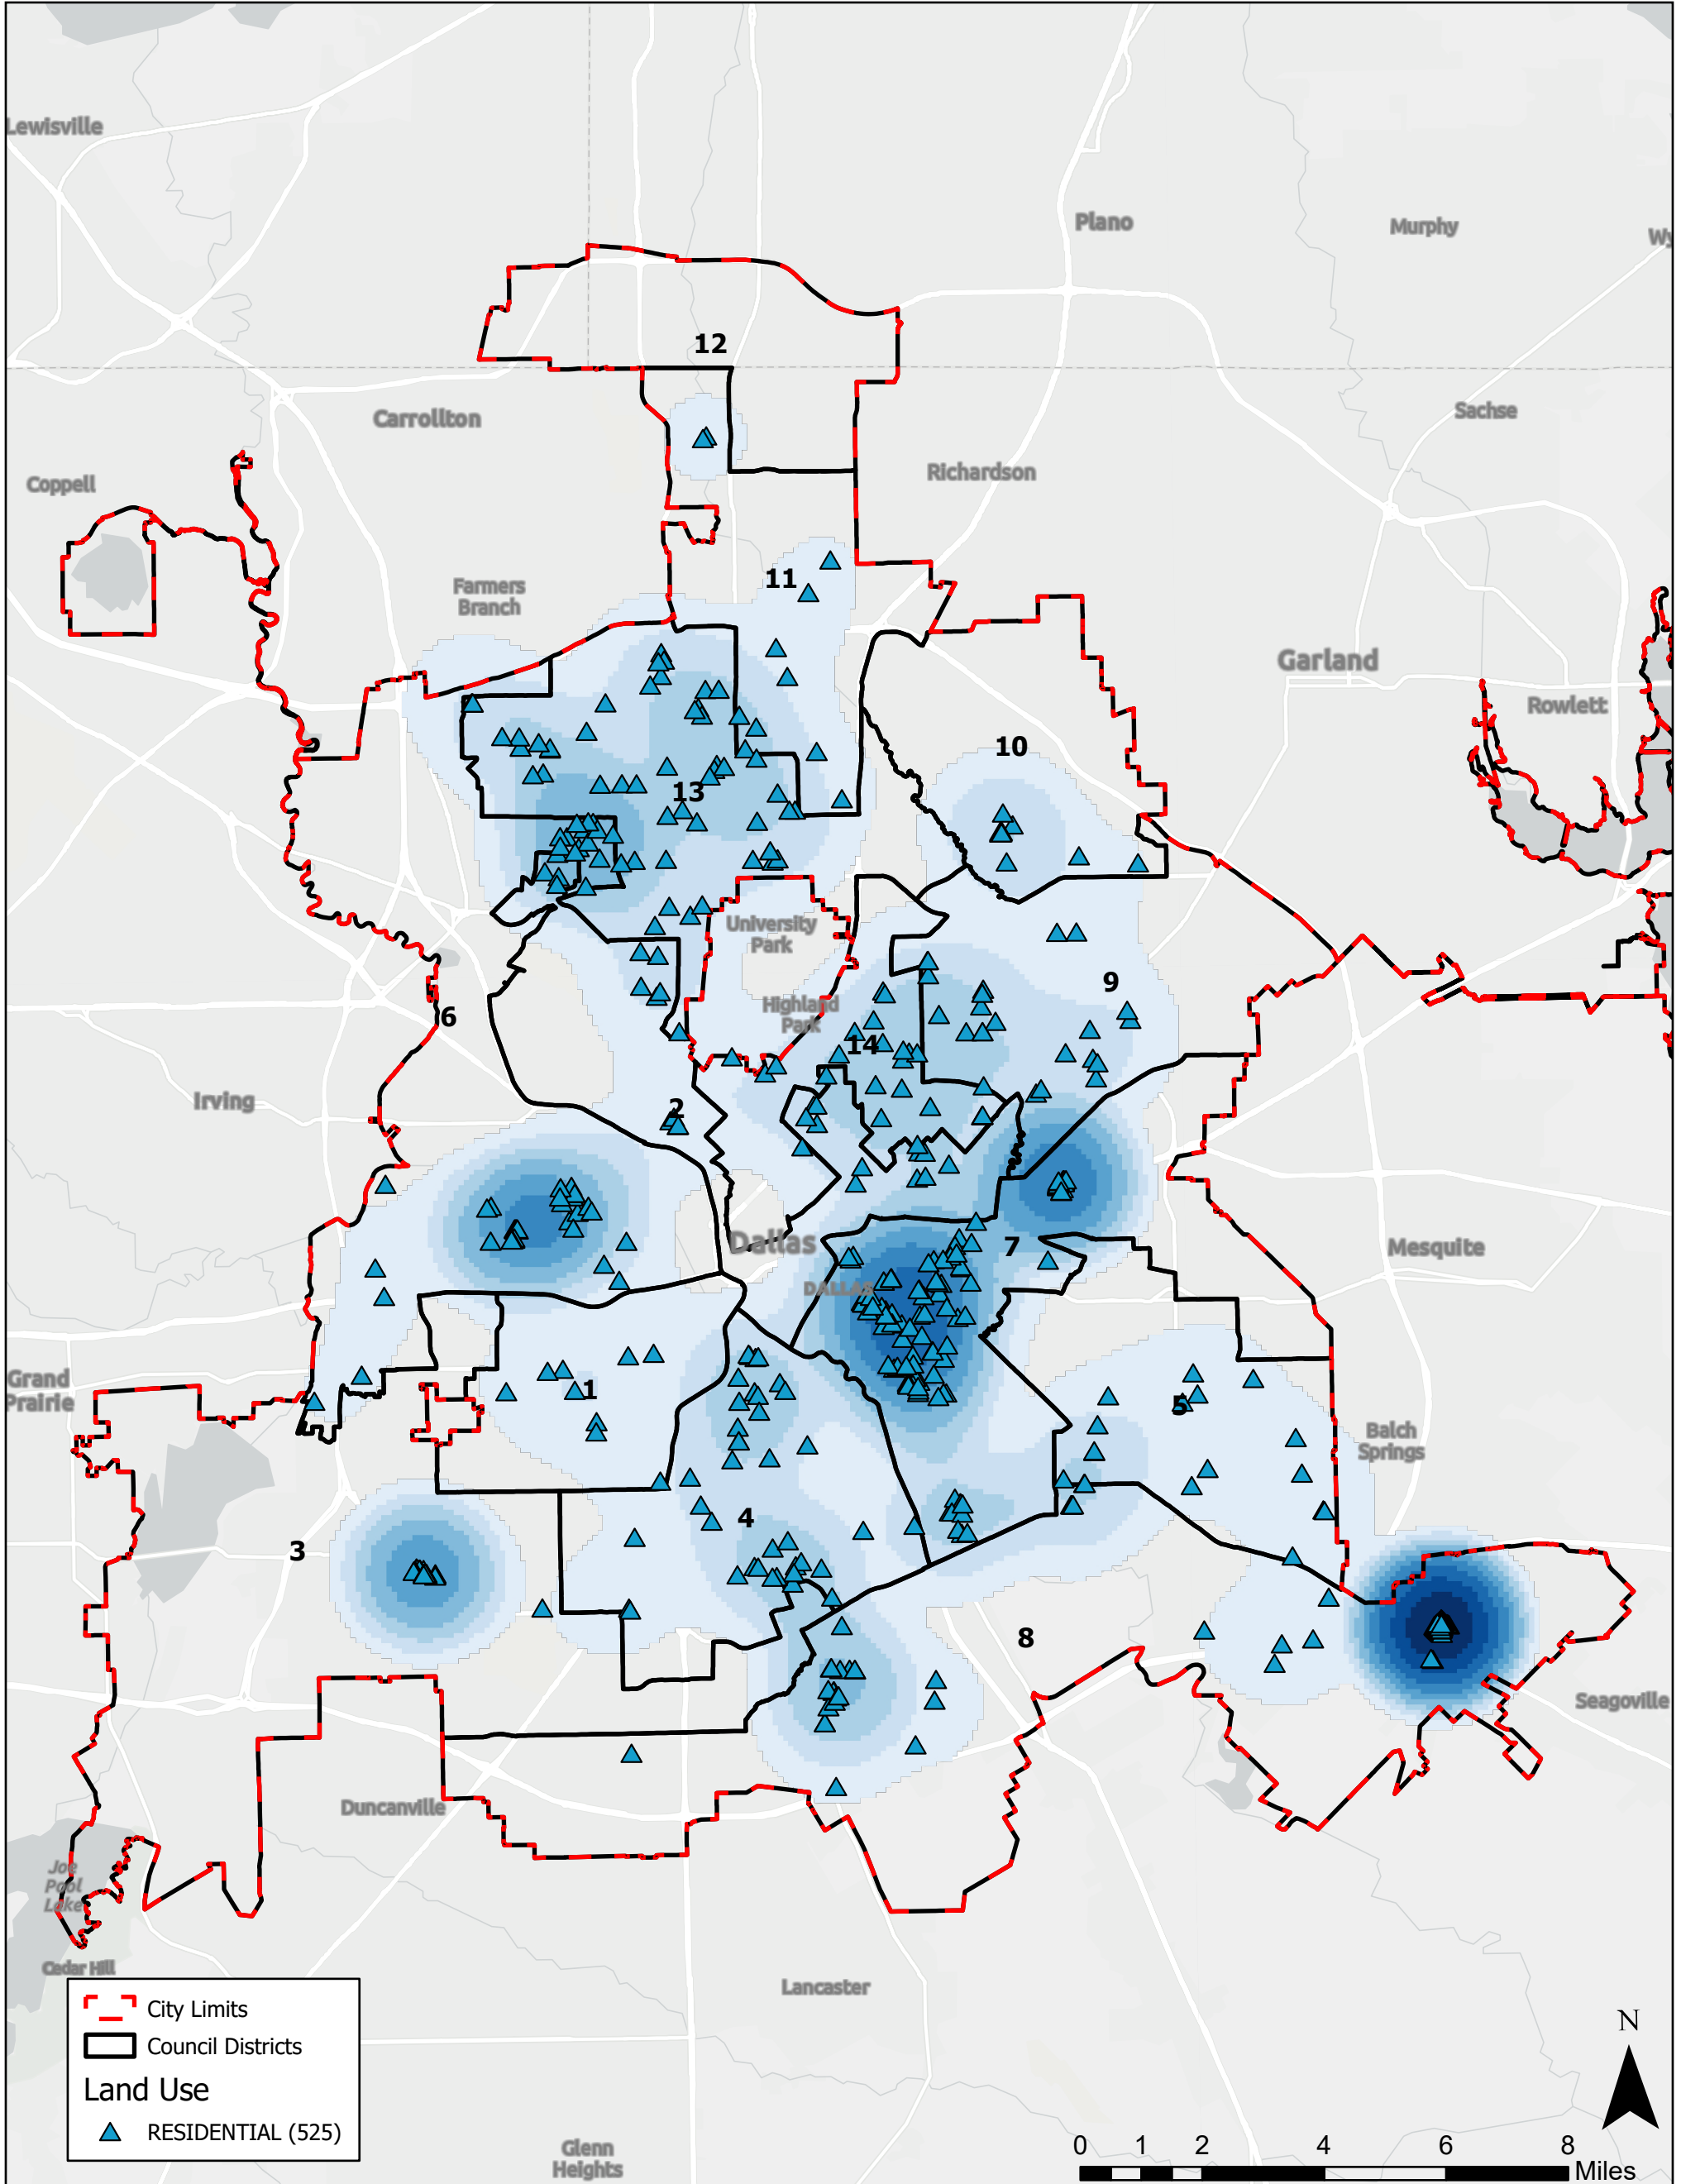 Lewisville
Plano
Murphy
Wy
12
Carrollton
Sachse
Coppell
Richardson
11
Farmers
Branch
Garland
Rowlett
10
13
University
Park
9
Highland
Park
6
14
Irving
2
Dallas
7
Mesquite
DALLAS
Grand
Prairie
1
5
Balch
Springs
4
3
8
Seagoville
Duncanville
Joe
Pool
Lake
Cedar Hill
Lancaster
City Limits
Council Districts
Land Use
RESIDENTIAL (525)
N
Glenn
Heights
0 1 2 4 6 8
Miles